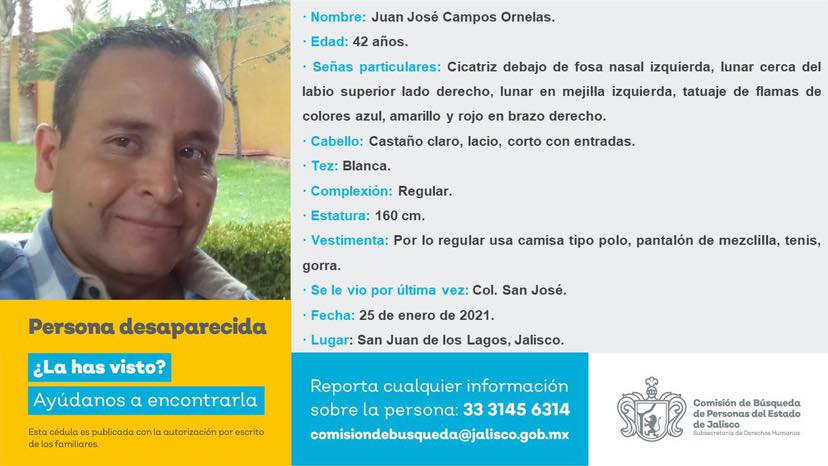 · Nombre: Juan José Campos Ornelas.
· Edad: 42 años.
· Señas particulares: Cicatriz debajo de fosa nasal izquierda, lunar cerca del
labio superior lado derecho, lunar en mejilla izquierda, tatuaje de flamas de
colores azul, amarillo y rojo en brazo derecho.
· Cabello: Castaño claro, lacio, corto con entradas.
· Tez: Blanca.
· Complexión: Regular.
· Estatura: 160 cm.
· Vestimenta: Por lo regular usa camisa tipo polo, pantalón de mezclilla, tenis,
gorra.
· Se le vio por última vez: Col. San José.
· Fecha: 25 de enero de 2021.
· Lugar: San Juan de los Lagos, Jalisco.
Persona desaparecida
¿La has visto?
Ayúdanos a encontrarla
Esta cédula es publicada con la autorización por escrito
de los familiares.
Reporta cualquier información
sobre la persona: 33 3145 6314
comisiondebusqueda@jalisco.gob.mx
Comisión de Búsqueda
de Personas del Estado
de Jalisco
Subsecretaría de Derechos Humanos